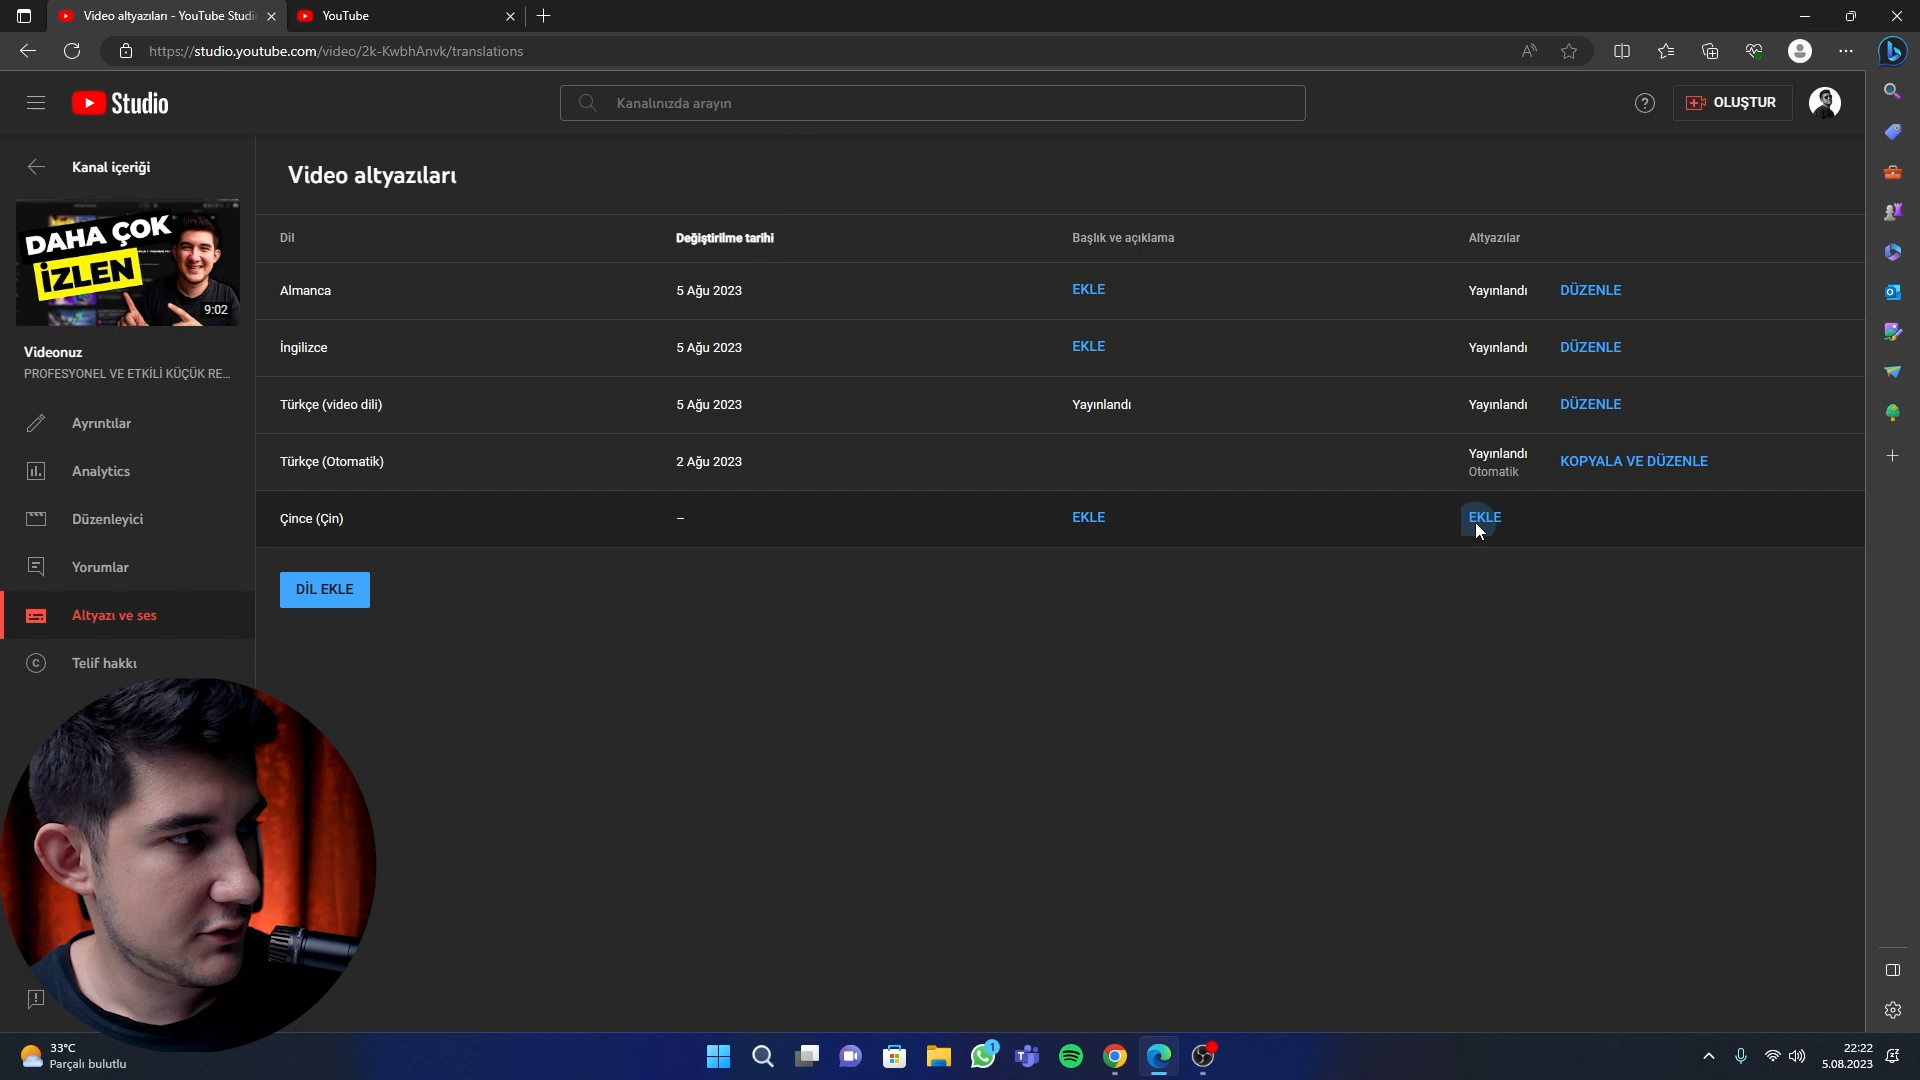 Video altyazıları - YouTube Studi
YouTube
https://studio.youtube.com/video/2k-KwbhAnvk/translations
Studio
Kanalınızda arayın
OLUŞTUR
Kanal içeriği
DAHA ÇOK
İZLEN
9:02
Videonuz
PROFESYONEL VE ETKİLİ KÜÇÜK RE...
Ayrıntılar
Analytics
Düzenleyici
Yorumlar
Altyazı ve ses
Telif hakkı
Video altyazıları
Dil Değiştirilme tarihi Başlık ve açıklama Altyazılar
Almanca 5 Ağu 2023 EKLE Yayınlandı DÜZENLE
İngilizce 5 Ağu 2023 EKLE Yayınlandı DÜZENLE
Türkçe (video dili) 5 Ağu 2023 Yayınlandı Yayınlandı DÜZENLE
Türkçe (Otomatik) 2 Ağu 2023 Yayınlandı KOPYALA VE DÜZENLE
Otomatik
Çince (Çin) – EKLE EKLE
DİL EKLE
33°C
Parçalı bulutlu
1
22:22
5.08.2023